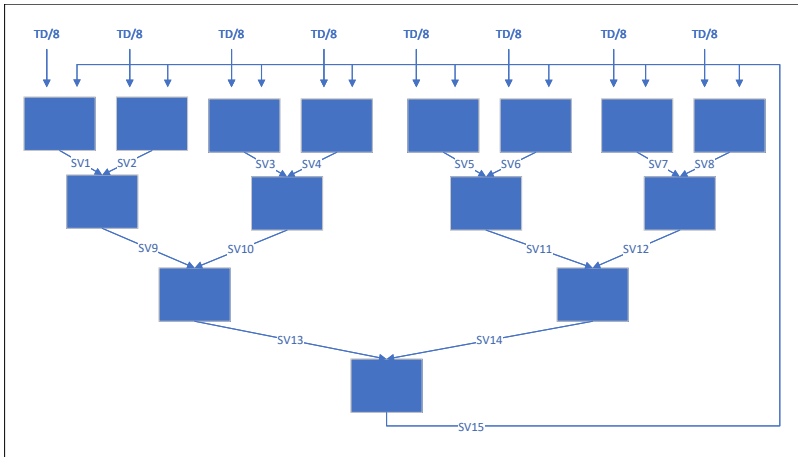 TD/8 TD/8 TD/8 TD/8 TD/8 TD/8 TD/8 TD/8
SV1 SV2 SV3 SV4 SV5 SV6 SV7 SV8
SV9 SV10 SV11 SV12
SV13 SV14
SV15